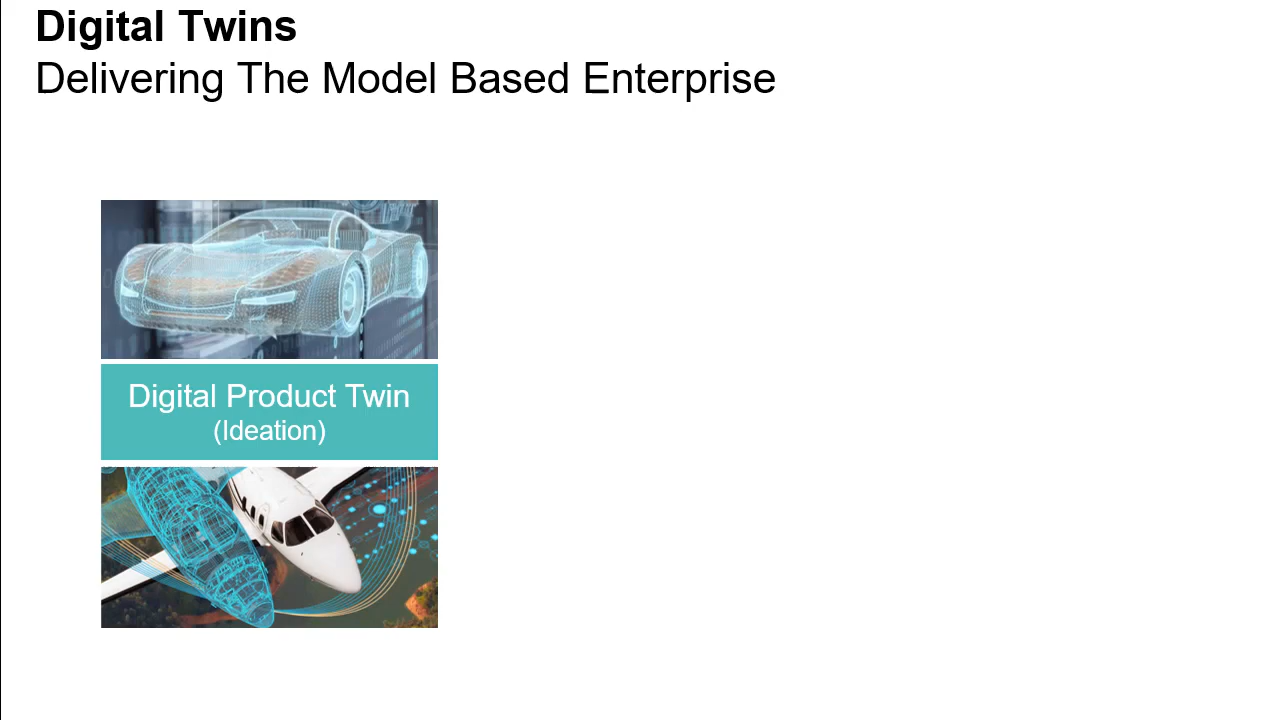 Digital Twins
Delivering The Model Based Enterprise
Digital Product Twin
(Ideation)